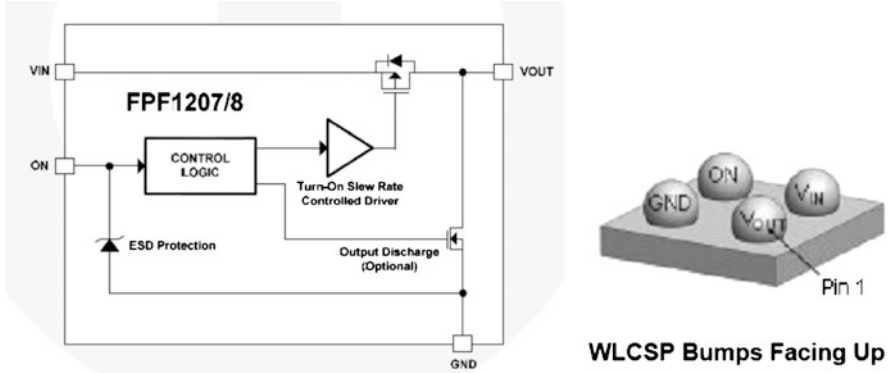 VIN
VOUT
FPF1207/8
ON
CONTROL
LOGIC
Turn-On Slew Rate
Controlled Driver
ESD Protection
Output Discharge
(Optional)
GND
ON
GND
VIN
VOUT
Pin 1
WLCSP Bumps Facing Up